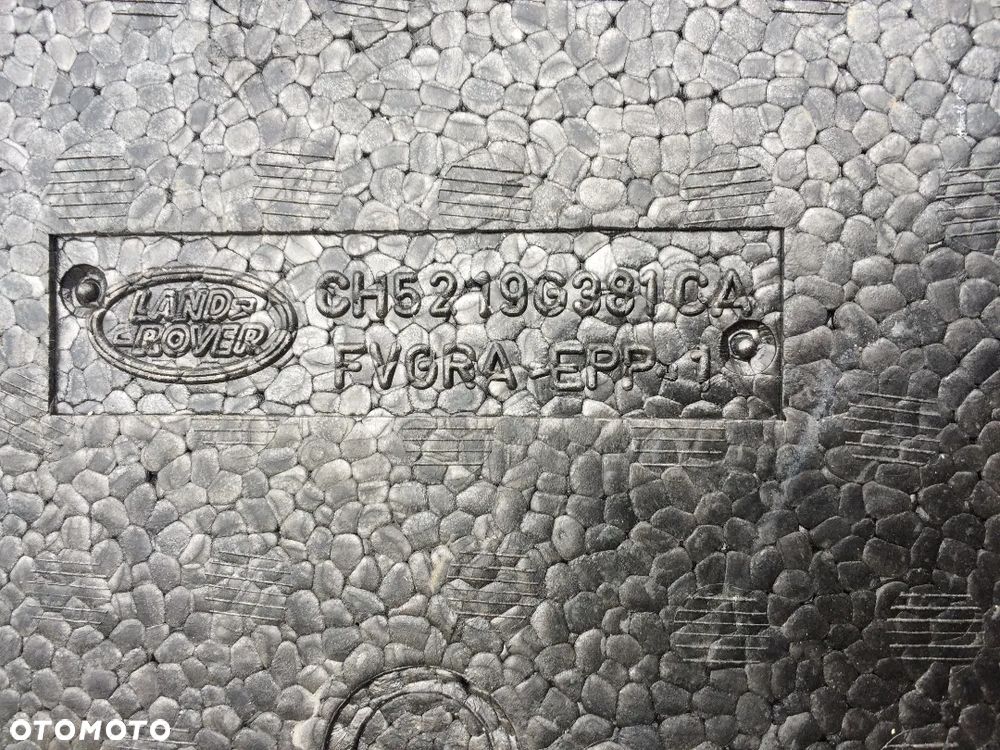 LAND
ROVER
CH52 19G381 CA
FVGRA -EPP- 1
OTOMOTO